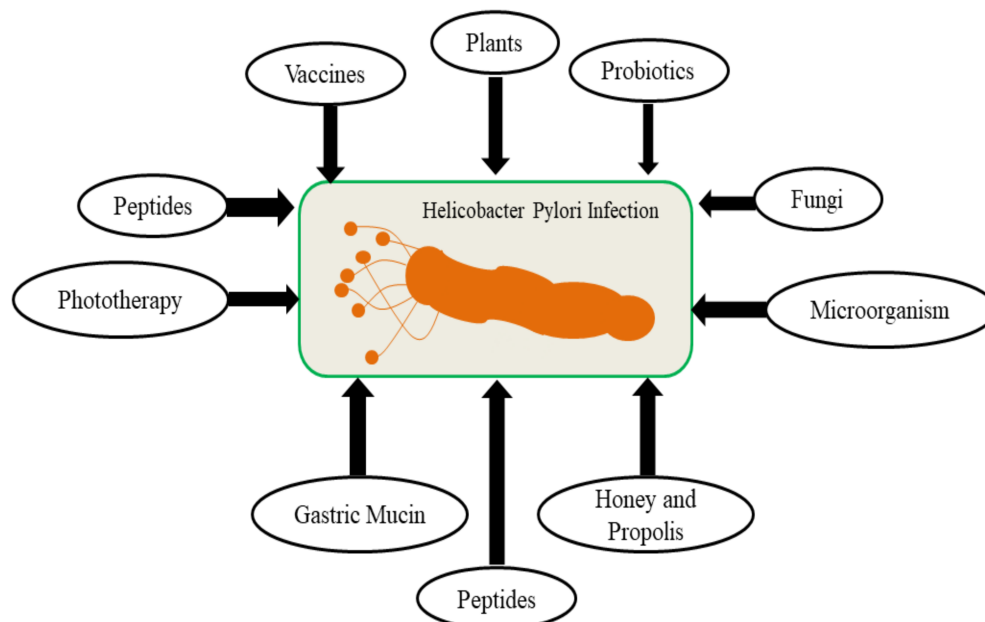 Plants
Vaccines
Probiotics
Peptides
Helicobacter Pylori Infection
Fungi
Phototherapy
Microorganism
Gastric Mucin
Honey and
Propolis
Peptides